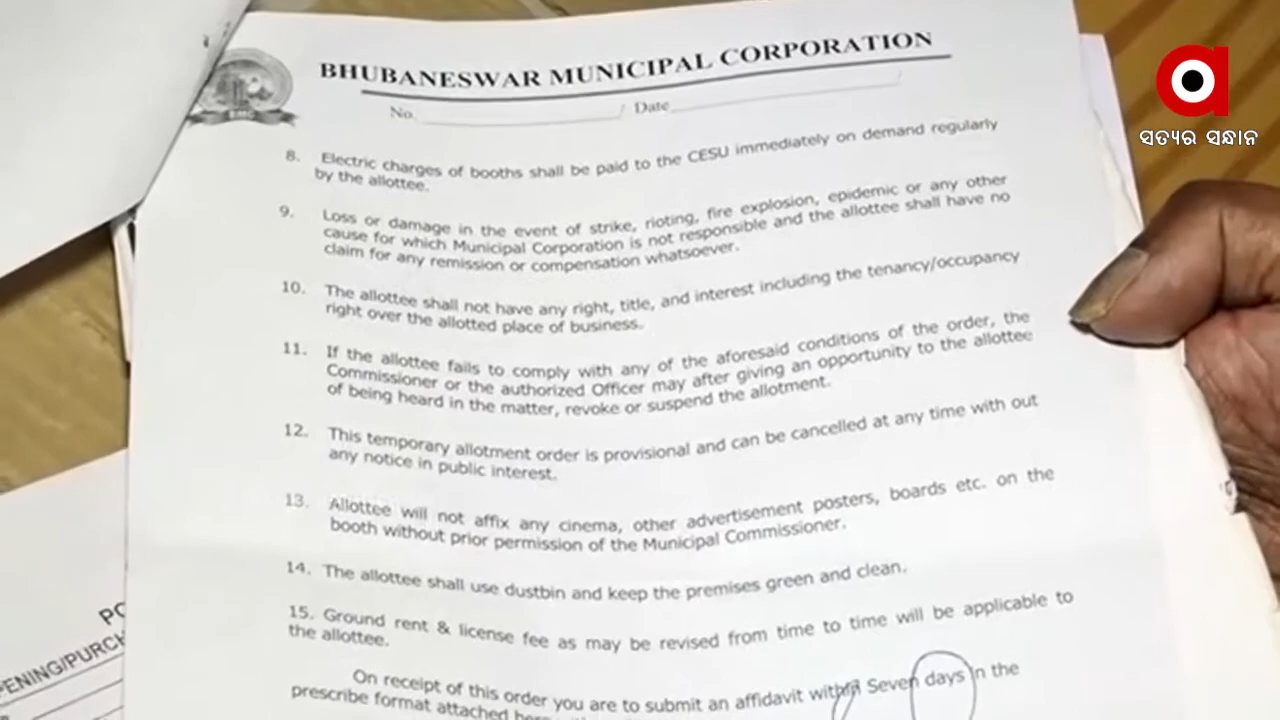 BHUBANESWAR MUNICIPAL CORPORATION
No. / Date /
8. Electric charges of booths shall be paid to the CESU immediately on demand regularly
by the allottee.
9. Loss or damage in the event of strike, rioting, fire explosion, epidemic or any other
cause for which Municipal Corporation is not responsible and the allottee shall have no
claim for any remission or compensation whatsoever.
10. The allottee shall not have any right, title, and interest including the tenancy/occupancy
right over the allotted place of business.
11. If the allottee fails to comply with any of the aforesaid conditions of the order, the
Commissioner or the authorized Officer may after giving an opportunity to the allottee
of being heard in the matter, revoke or suspend the allotment.
12. This temporary allotment order is provisional and can be cancelled at any time with out
any notice in public interest.
13. Allottee will not affix any cinema, other advertisement posters, boards etc. on the
booth without prior permission of the Municipal Commissioner.
14. The allottee shall use dustbin and keep the premises green and clean.
15. Ground rent & license fee as may be revised from time to time will be applicable to
the allottee.
On receipt of this order you are to submit an affidavit within Seven days in the
prescribe format attached
ସତ୍ୟର ସନ୍ଧାନ